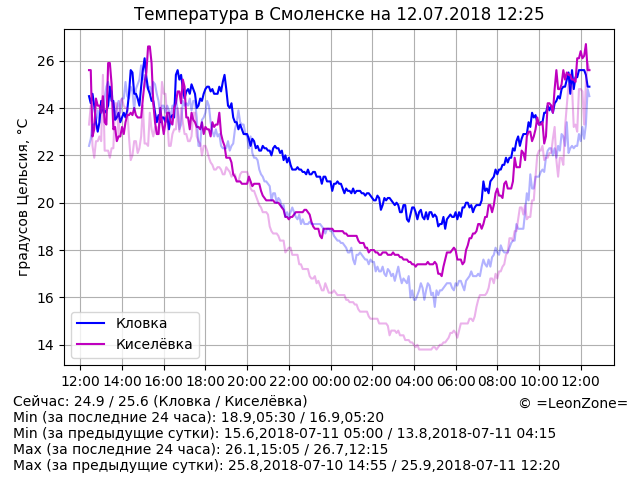 Температура в Смоленске на 12.07.2018 12:25
градусов Цельсия, °C
26
24
22
20
18
16
14
Кловка
Киселёвка
12:00 14:00 16:00 18:00 20:00 22:00 00:00 02:00 04:00 06:00 08:00 10:00 12:00
Сейчас: 24.9 / 25.6 (Кловка / Киселёвка)
© =LeonZone=
Min (за последние 24 часа): 18.9,05:30 / 16.9,05:20
Min (за предыдущие сутки): 15.6,2018-07-11 05:00 / 13.8,2018-07-11 04:15
Max (за последние 24 часа): 26.1,15:05 / 26.7,12:15
Max (за предыдущие сутки): 25.8,2018-07-10 14:55 / 25.9,2018-07-11 12:20